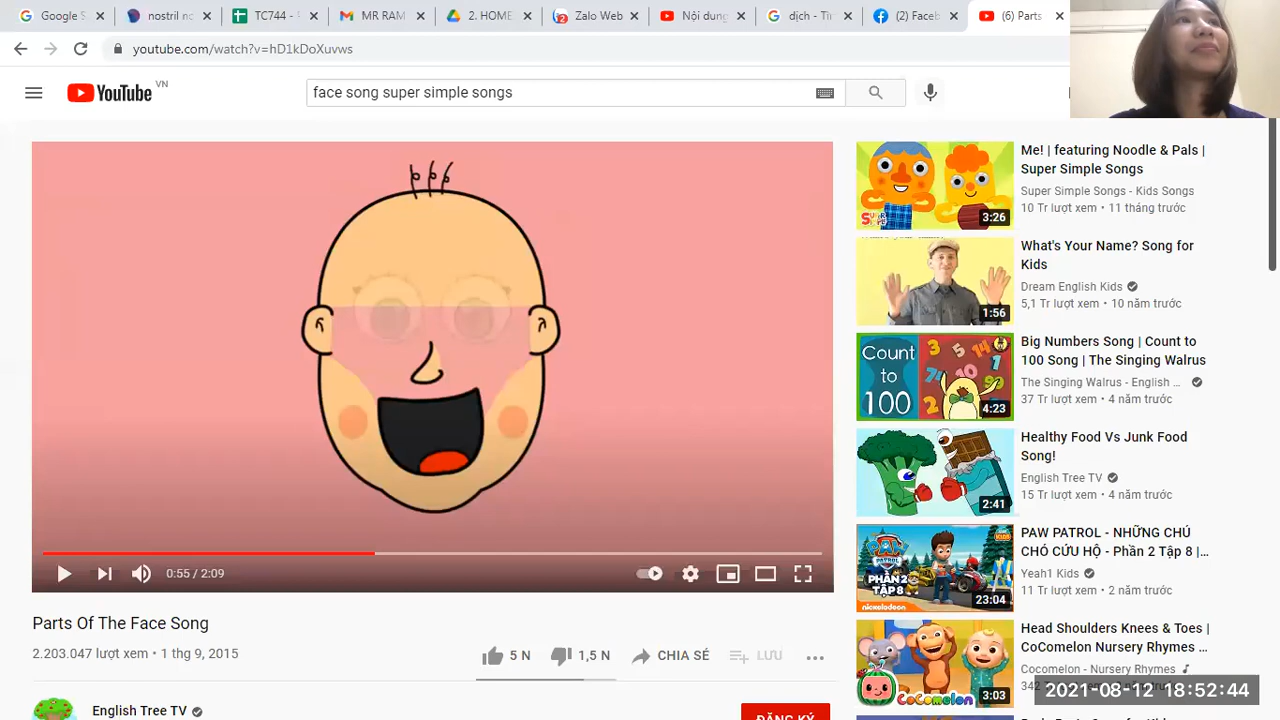 Google S
nostril nc
TC744 -
MR RAM
2. HOME
Zalo Web
Nội dung
dịch - Tì
(2) Faceb
(6) Parts
youtube.com/watch?v=hD1kDoXuvws
YouTube VN
face song super simple songs
0:55 / 2:09
Parts Of The Face Song
2.203.047 lượt xem • 1 thg 9, 2015
5 N
1,5 N
CHIA SẺ
LƯU
English Tree TV
ĐĂNG KÝ
SUPER SIMPLE
3:26
Me! | featuring Noodle & Pals |
Super Simple Songs
Super Simple Songs - Kids Songs
10 Tr lượt xem • 11 tháng trước
1:56
What's Your Name? Song for
Kids
Dream English Kids
5,1 Tr lượt xem • 10 năm trước
Count
to
100
4:23
Big Numbers Song | Count to
100 Song | The Singing Walrus
The Singing Walrus - English ...
37 Tr lượt xem • 4 năm trước
2:41
Healthy Food Vs Junk Food
Song!
English Tree TV
15 Tr lượt xem • 4 năm trước
PAW PATROL
PHẦN 2
TẬP 8
nickelodeon
23:04
PAW PATROL - NHỮNG CHÚ
CHÓ CỨU HỘ - Phần 2 Tập 8 |...
Yeah1 Kids
11 Tr lượt xem • 2 năm trước
CoComelon
3:03
Head Shoulders Knees & Toes |
CoComelon Nursery Rhymes ...
Cocomelon - Nursery Rhymes
342
2021-08-12 18:52:44